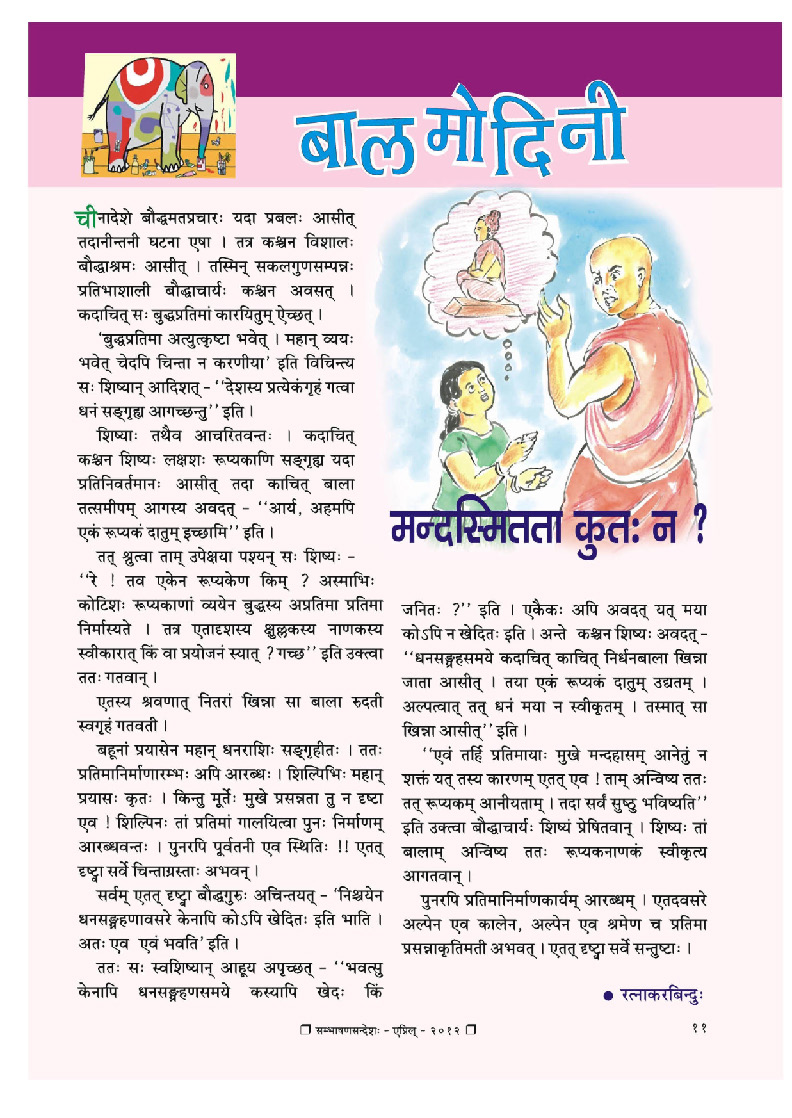 बालमोदिनी
चीनादेशे बौद्धमतप्रचारः यदा प्रबलः आसीत्
तदानीन्तनी घटना एषा । तत्र कश्चन विशालः
बौद्धाश्रमः आसीत् । तस्मिन् सकलगुणसम्पन्नः
प्रतिभाशाली बौद्धाचार्यः कश्चन अवसत् ।
कदाचित् सः बुद्धप्रतिमां कारयितुम् ऐच्छत् ।
‘बुद्धप्रतिमा अत्युत्कृष्टा भवेत् । महान् व्ययः
भवेत् चेदपि चिन्ता न करणीया’ इति विचिन्त्य
सः शिष्यान् आदिशत् – ‘‘देशस्य प्रत्येकंगृहं गत्वा
धनं सङ्गृह्य आगच्छन्तु’’ इति ।
शिष्याः तथैव आचरितवन्तः । कदाचित्
कश्चन शिष्यः लक्षशः रूप्यकाणि सङ्गृह्य यदा
प्रतिनिवर्तमानः आसीत् तदा काचित् बाला
तत्समीपम् आगस्य अवदत् – ‘‘आर्य, अहमपि
एकं रूप्यकं दातुम् इच्छामि’’ इति ।
तत् श्रुत्वा ताम् उपेक्षया पश्यन् सः शिष्यः –
‘‘रे ! तव एकेन रूप्यकेण किम् ? अस्माभिः
कोटिशः रूप्यकाणां व्ययेन बुद्धस्य अप्रतिमा प्रतिमा
निर्मास्यते । तत्र एतादृशस्य क्षुल्लकस्य नाणकस्य
स्वीकारात् किं वा प्रयोजनं स्यात् ? गच्छ’’ इति उक्त्वा
ततः गतवान् ।
एतस्य श्रवणात् नितरां खिन्ना सा बाला रुदती
स्वगृहं गतवती ।
बहूनां प्रयासेन महान् धनराशिः सङ्गृहीतः । ततः
प्रतिमानिर्माणारम्भः अपि आरब्धः । शिल्पिभिः महान्
प्रयासः कृतः । किन्तु मूर्तेः मुखे प्रसन्नता तु न दृष्टा
एव ! शिल्पिनः तां प्रतिमां गालयित्वा पुनः निर्माणम्
आरब्धवन्तः । पुनरपि पूर्वतनी एव स्थितिः !! एतत्
दृष्ट्वा सर्वे चिन्ताग्रस्ताः अभवन् ।
सर्वम् एतत् दृष्ट्वा बौद्धगुरुः अचिन्तयत् – ‘निश्चयेन
धनसङ्ग्रहणावसरे केनापि कोऽपि खेदितः इति भाति ।
अतः एव एवं भवति’ इति ।
ततः सः स्वशिष्यान् आहूय अपृच्छत् – ‘‘भवत्सु
केनापि धनसङ्ग्रहणसमये कस्यापि खेदः किं
मन्दस्मितता कुतः न ?
जनितः ?’’ इति । एकैकः अपि अवदत् यत् मया
कोऽपि न खेदितः इति । अन्ते कश्चन शिष्यः अवदत् –
‘‘धनसङ्ग्रहसमये कदाचित् काचित् निर्धनबाला खिन्ना
जाता आसीत् । तया एकं रूप्यकं दातुम् उद्यतम् ।
अल्पत्वात् तत् धनं मया न स्वीकृतम् । तस्मात् सा
खिन्ना आसीत्’’ इति ।
‘‘एवं तर्हि प्रतिमायाः मुखे मन्दहासम् आनेतुं न
शक्तं यत् तस्य कारणम् एतत् एव ! ताम् अन्विष्य ततः
तत् रूप्यकम् आनीयताम् । तदा सर्वं सुष्ठु भविष्यति’’
इति उक्त्वा बौद्धाचार्यः शिष्यं प्रेषितवान् । शिष्यः तां
बालाम् अन्विष्य ततः रूप्यकनाणकं स्वीकृत्य
आगतवान् ।
पुनरपि प्रतिमानिर्माणकार्यम् आरब्धम् । एतदवसरे
अल्पेन एव कालेन, अल्पेन एव श्रमेण च प्रतिमा
प्रसन्नाकृतिमती अभवत् । एतत् दृष्ट्वा सर्वे सन्तुष्टाः ।
● रत्नाकरबिन्दुः
❐ सम्भाषणसन्देशः - एप्रिल् - २०१२ ❐ ११